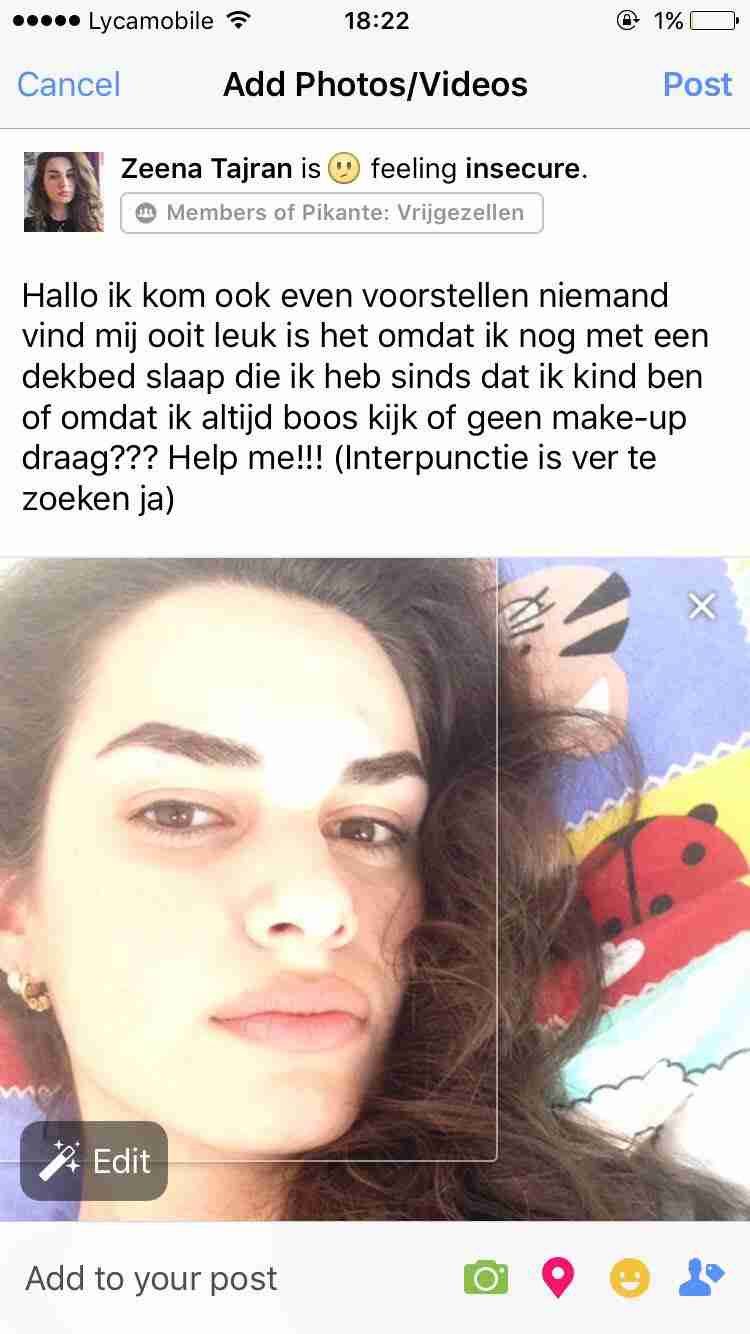 Lycamobile 18:22 1%
Cancel Add Photos/Videos Post
Zeena Tajran is feeling insecure.
Members of Pikante: Vrijgezellen
Hallo ik kom ook even voorstellen niemand
vind mij ooit leuk is het omdat ik nog met een
dekbed slaap die ik heb sinds dat ik kind ben
of omdat ik altijd boos kijk of geen make-up
draag??? Help me!!! (Interpunctie is ver te
zoeken ja)
Edit
Add to your post